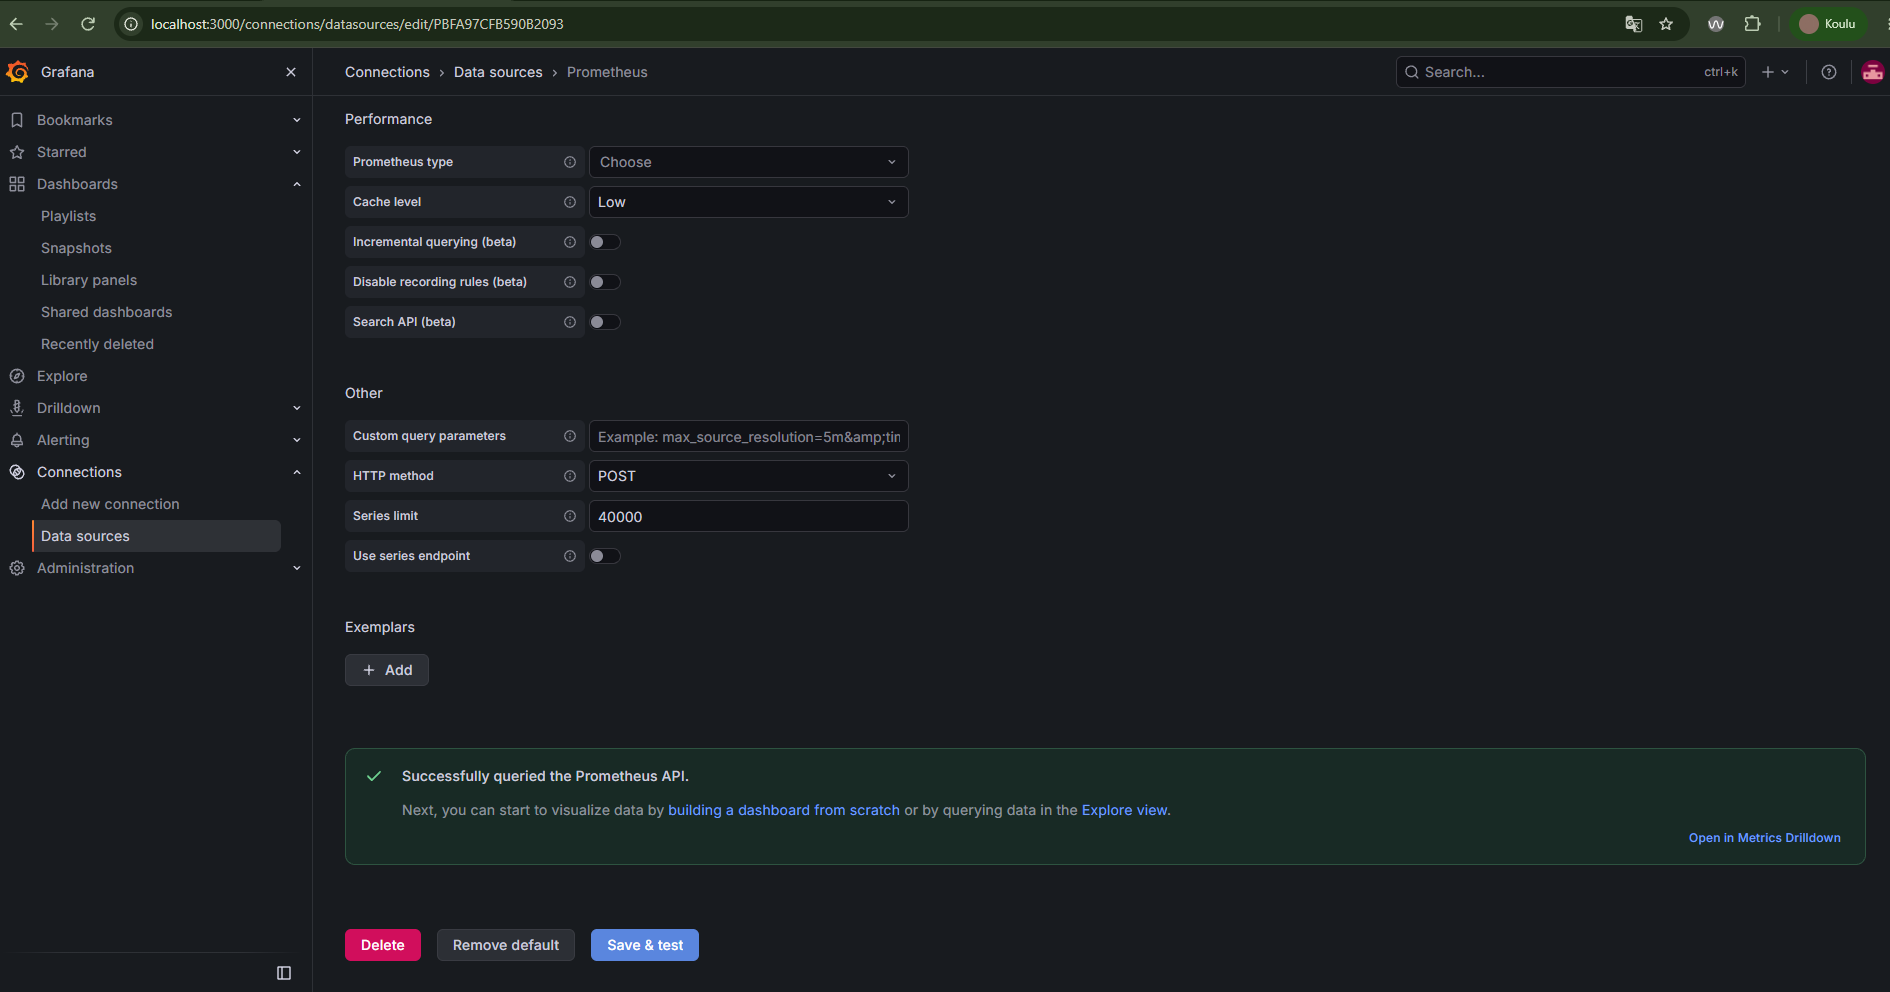 localhost:3000/connections/datasources/edit/PBFA97CFB590B2093
Koulu
Grafana
Connections › Data sources › Prometheus
Search...
ctrl+k
Bookmarks
Starred
Dashboards
Playlists
Snapshots
Library panels
Shared dashboards
Recently deleted
Explore
Drilldown
Alerting
Connections
Add new connection
Data sources
Administration
Performance
Prometheus type
Choose
Cache level
Low
Incremental querying (beta)
Disable recording rules (beta)
Search API (beta)
Other
Custom query parameters
Example: max_source_resolution=5m&amp;tin
HTTP method
POST
Series limit
40000
Use series endpoint
Exemplars
+ Add
Successfully queried the Prometheus API.
Next, you can start to visualize data by building a dashboard from scratch or by querying data in the Explore view.
Open in Metrics Drilldown
Delete
Remove default
Save & test